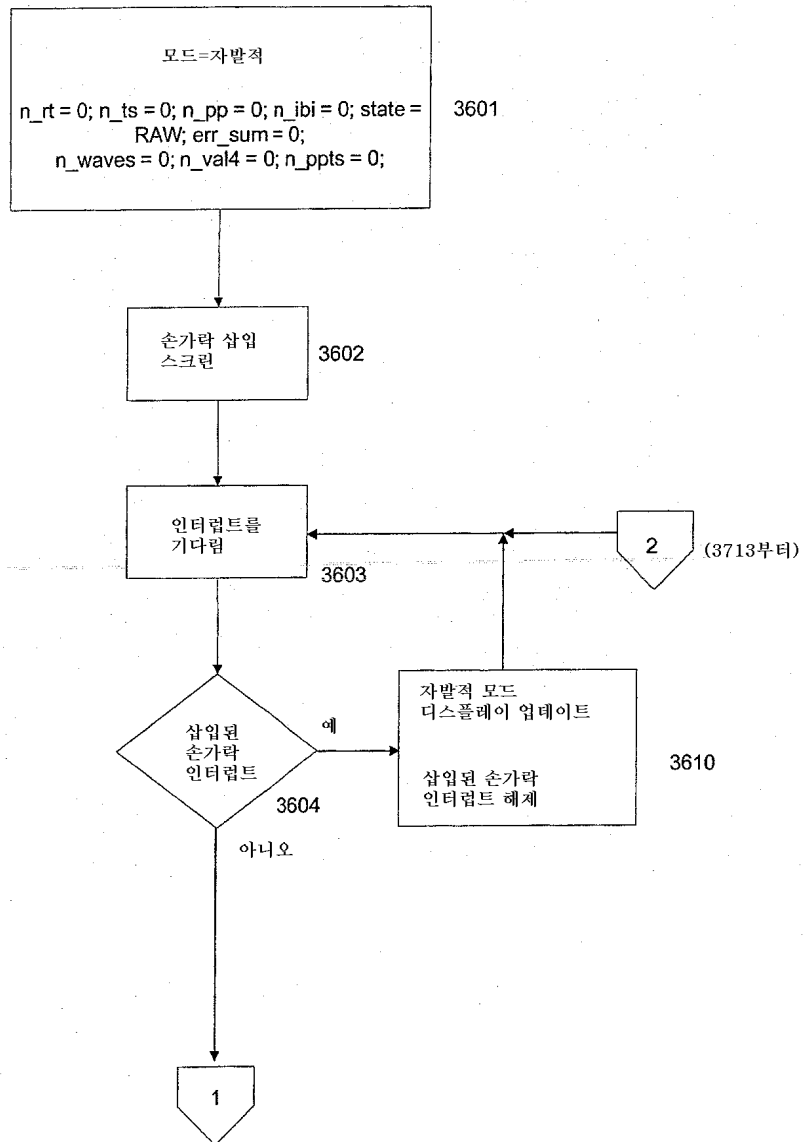 모드=자발적
n_rt = 0; n_ts = 0; n_pp = 0; n_ibi = 0; state =
RAW; err_sum = 0;
n_waves = 0; n_val4 = 0; n_ppts = 0;
3601
손가락 삽입
스크린
3602
인터럽트를
기다림
3603
2
(3713부터)
삽입된
손가락
인터럽트
3604
예
자발적 모드
디스플레이 업데이트
삽입된 손가락
인터럽트 해제
3610
아니오
1